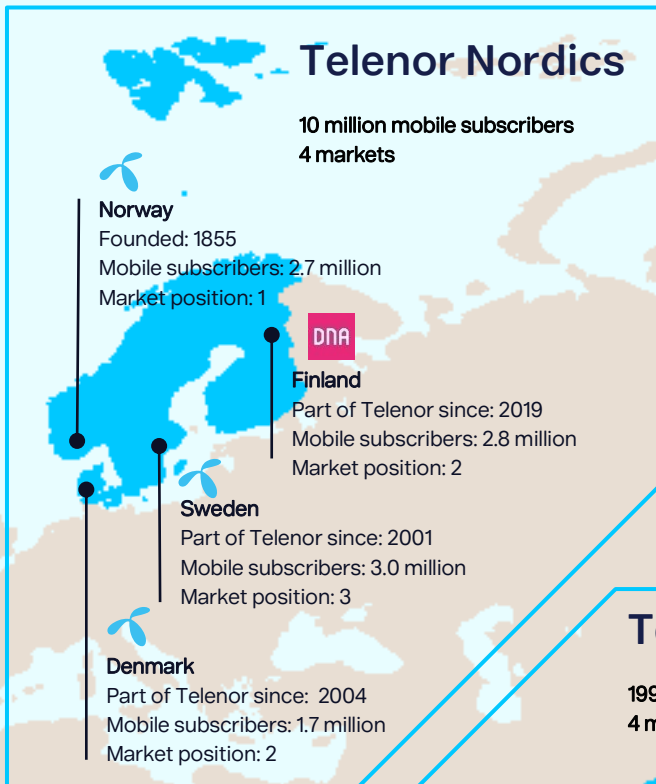 Telenor Nordics
10 million mobile subscribers
4 markets
Norway
Founded: 1855
Mobile subscribers: 2.7 million
Market position: 1
DNA
Finland
Part of Telenor since: 2019
Mobile subscribers: 2.8 million
Market position: 2
Sweden
Part of Telenor since: 2001
Mobile subscribers: 3.0 million
Market position: 3
Denmark
Part of Telenor since: 2004
Mobile subscribers: 1.7 million
Market position: 2
199
4